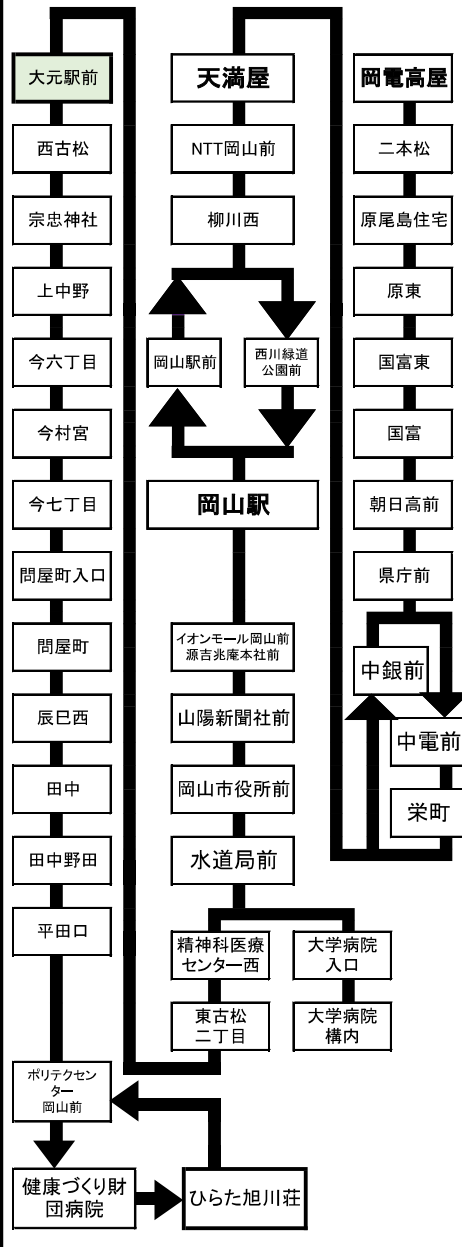 大元駅前
西古松
宗忠神社
上中野
今六丁目
今村宮
今七丁目
問屋町入口
問屋町
辰巳西
田中
田中野田
平田口
ポリテクセン
ター
岡山前
健康づくり財
団病院
ひらた旭川荘
天満屋
NTT岡山前
柳川西
岡山駅前
西川緑道
公園前
岡山駅
イオンモール岡山前
源吉兆庵本社前
山陽新聞社前
岡山市役所前
水道局前
精神科医療
センター西
東古松
二丁目
大学病院
入口
大学病院
構内
岡電高屋
二本松
原尾島住宅
原東
国富東
国富
朝日高前
県庁前
中銀前
中電前
栄町